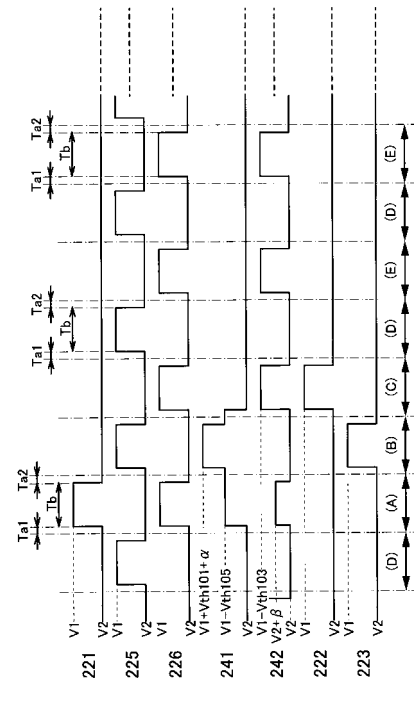 Ta1 Ta2 Ta1 Ta2 Ta1 Ta2
Tb Tb Tb
221 V1
V2
225 V1
V2
226 V1
V2
241 V1+Vth101+α
V1-Vth105
V2
242 V1-Vth103
V2+β
V2
222 V1
V2
223 V1
V2
(D) (A) (B) (C) (D) (E) (D) (E)